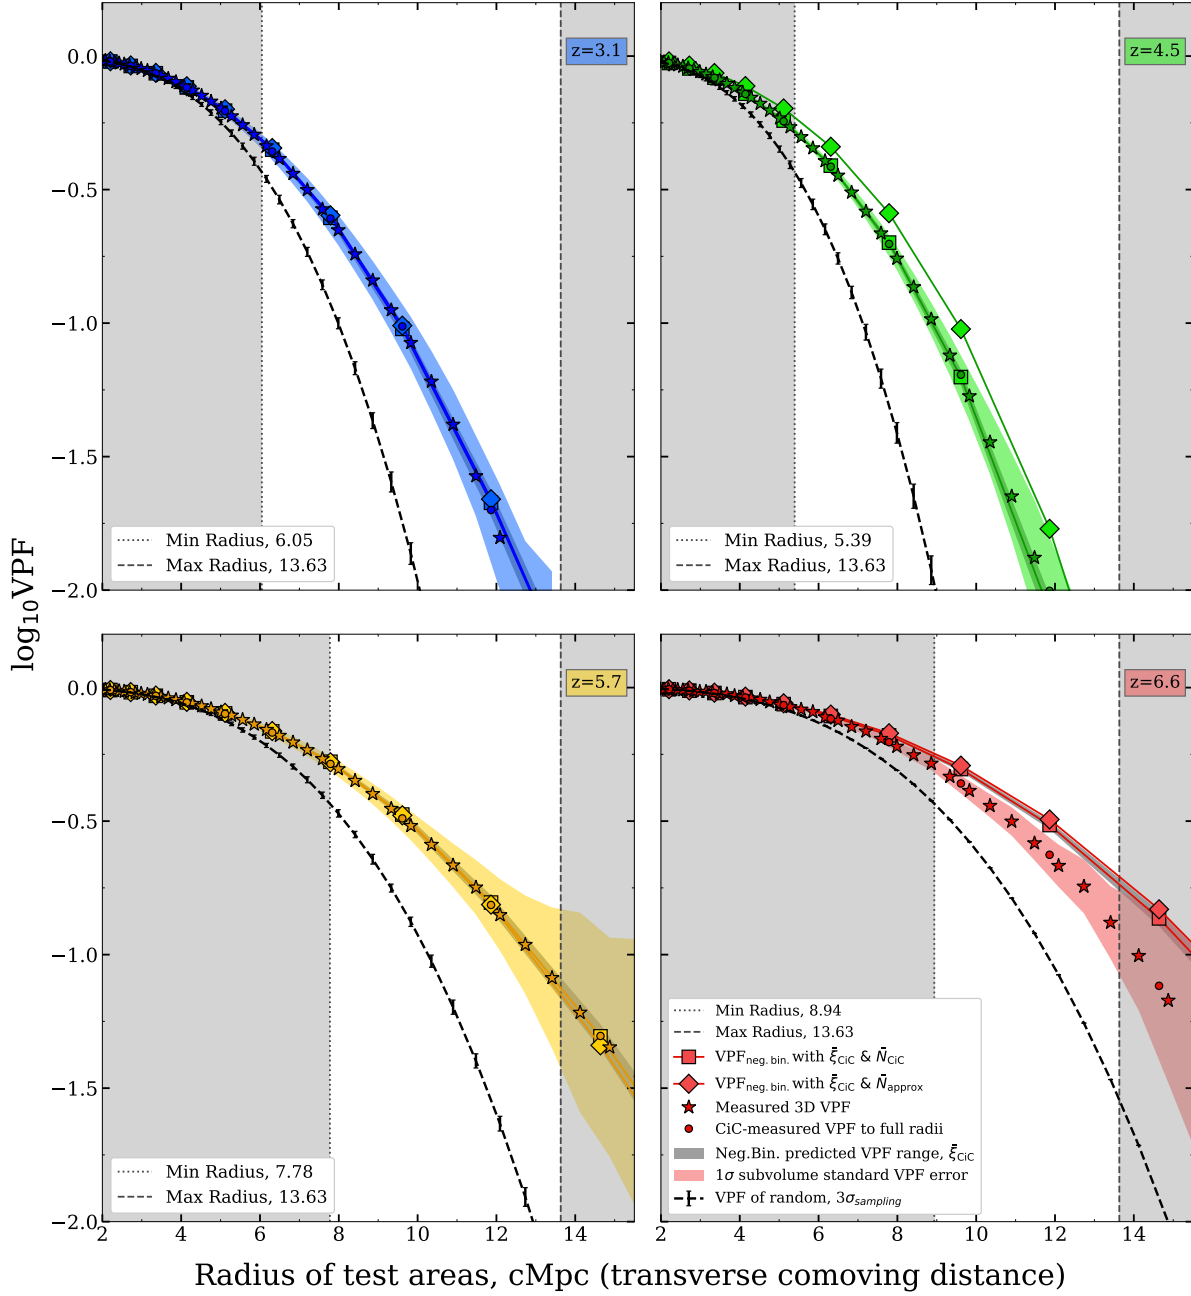 z=3.1
z=4.5
0.0
−0.5
−1.0
−1.5
−2.0
Min Radius, 6.05
Max Radius, 13.63
Min Radius, 5.39
Max Radius, 13.63
log₁₀VPF
z=5.7
z=6.6
0.0
−0.5
−1.0
−1.5
−2.0
Min Radius, 7.78
Max Radius, 13.63
Min Radius, 8.94
Max Radius, 13.63
VPF_neg. bin. with ξ̄_CiC & N̄_CiC
VPF_neg. bin. with ξ̄_CiC & N̄_approx
Measured 3D VPF
CiC-measured VPF to full radii
Neg.Bin. predicted VPF range, ξ̄_CiC
1σ subvolume standard VPF error
VPF of random, 3σ_sampling
2 4 6 8 10 12 14
2 4 6 8 10 12 14
Radius of test areas, cMpc (transverse comoving distance)